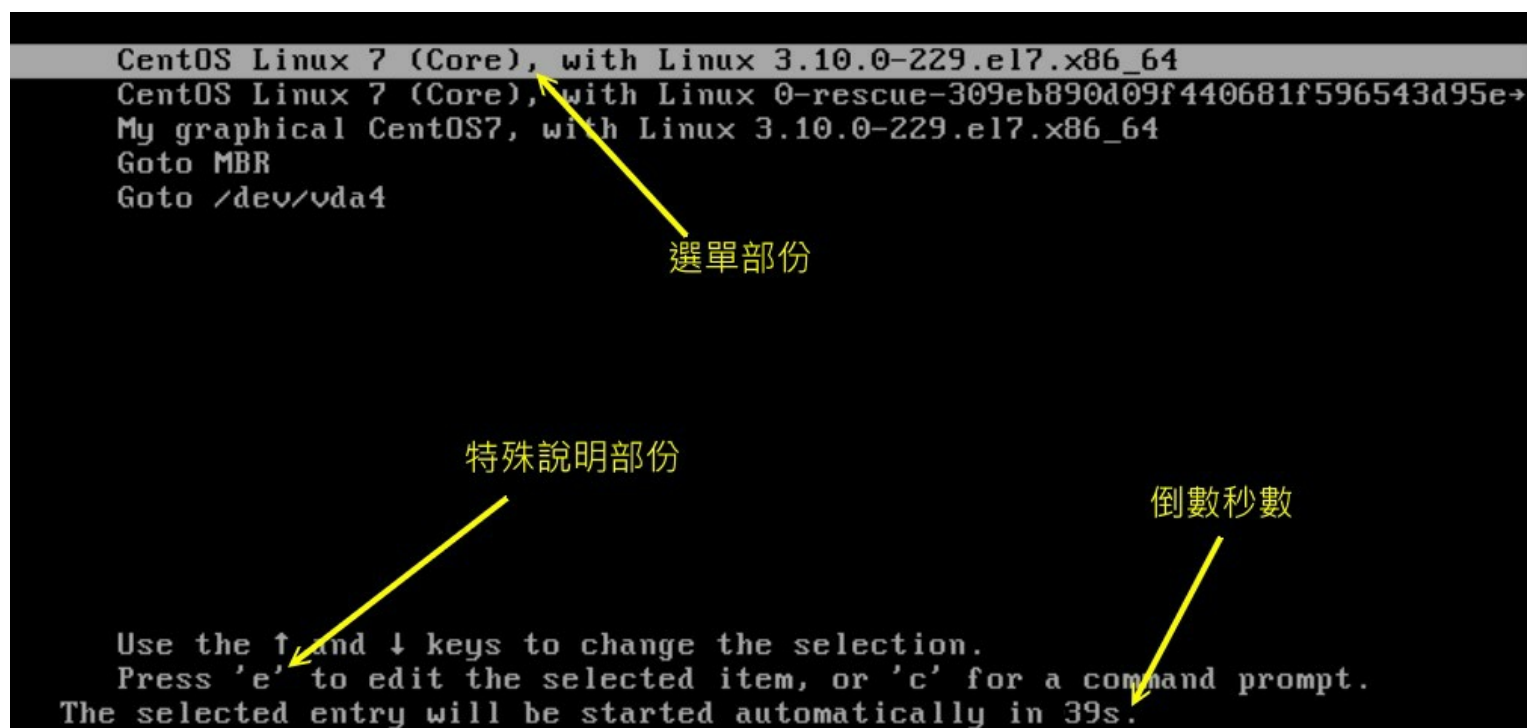 CentOS Linux 7 (Core), with Linux 3.10.0-229.el7.x86_64
CentOS Linux 7 (Core), with Linux 0-rescue-309eb890d09f440681f596543d95e→
My graphical CentOS7, with Linux 3.10.0-229.el7.x86_64
Goto MBR
Goto /dev/vda4
選單部份
特殊說明部份
倒數秒數
Use the ↑ and ↓ keys to change the selection.
Press 'e' to edit the selected item, or 'c' for a command prompt.
The selected entry will be started automatically in 39s.